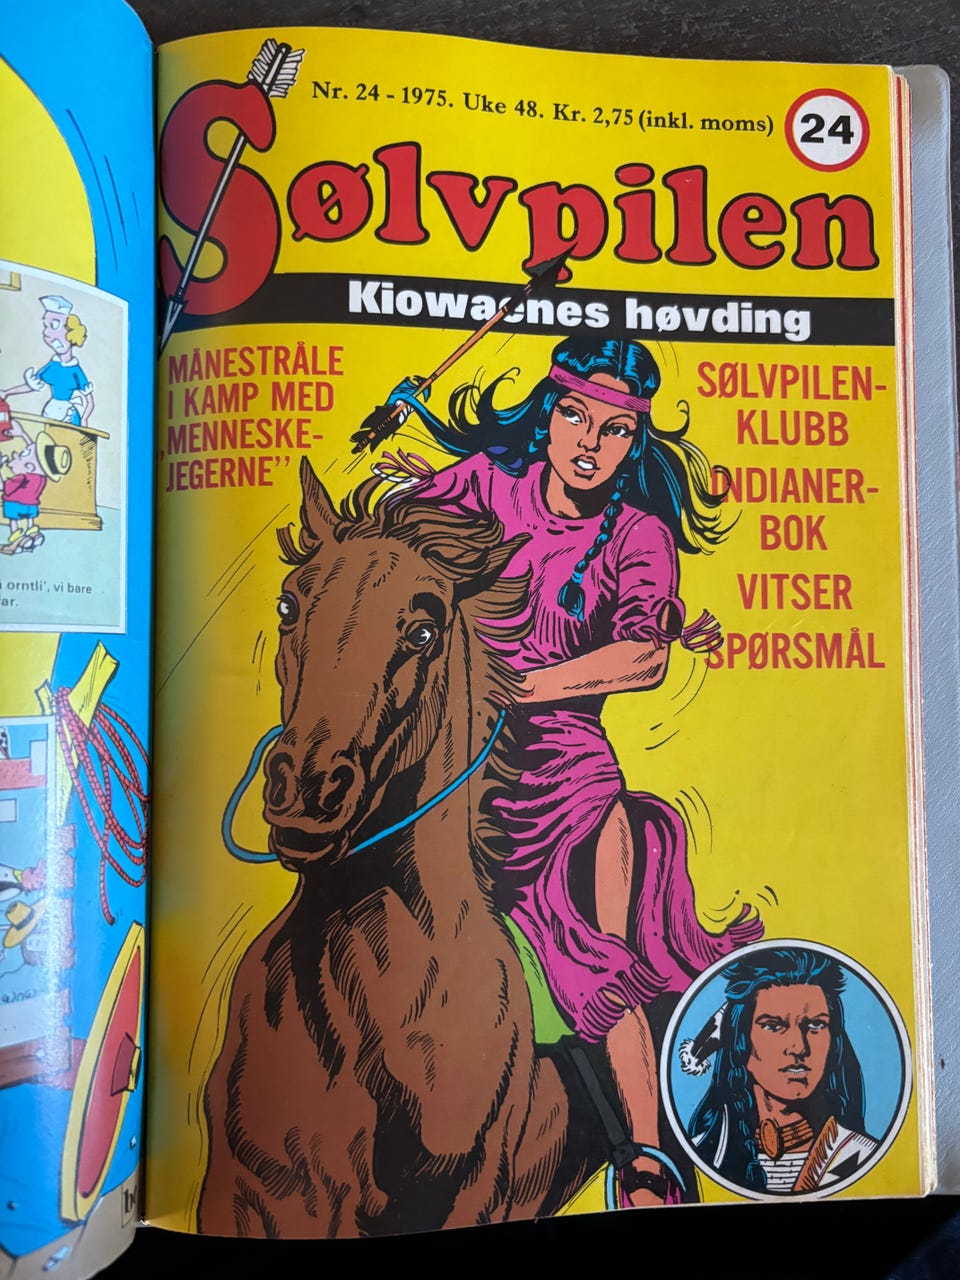 Nr. 24 - 1975. Uke 48. Kr. 2,75 (inkl. moms)
24
Sølvpilen
Kiowaenes høvding
MÅNESTRÅLE
I KAMP MED
„MENNESKE-
JEGERNE”
SØLVPILEN-
KLUBB
INDIANER-
BOK
VITSER
SPØRSMÅL
orntli', vi bare